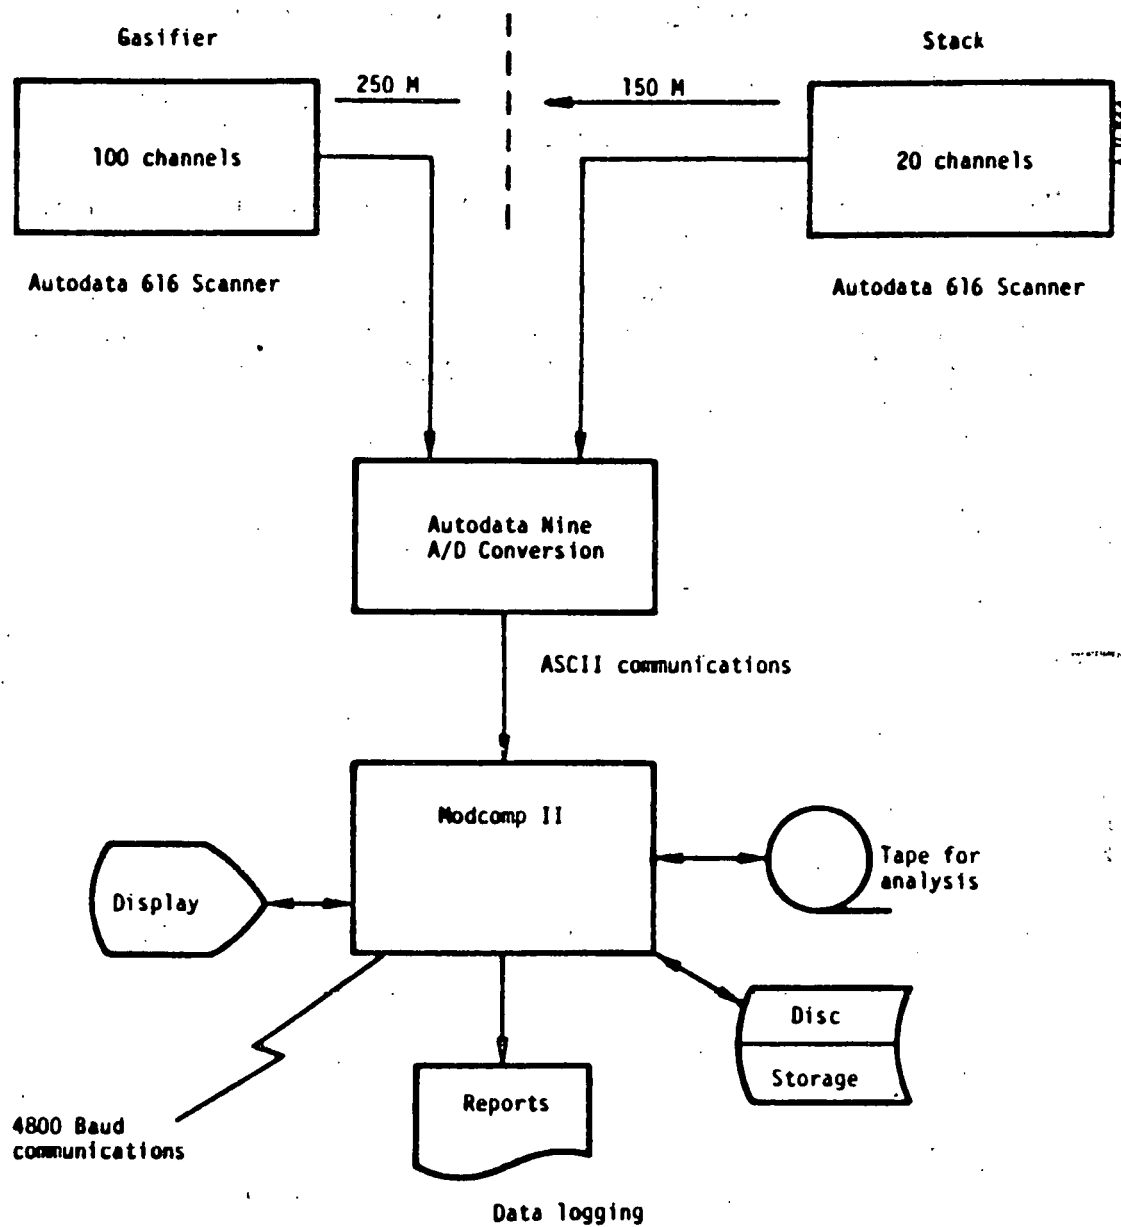 Gasifier
Stack
250 M
150 M
100 channels
20 channels
Autodata 616 Scanner
Autodata 616 Scanner
Autodata Nine
A/D Conversion
ASCII communications
Modcomp II
Display
Tape for
analysis
Disc
Storage
Reports
4800 Baud
communications
Data logging